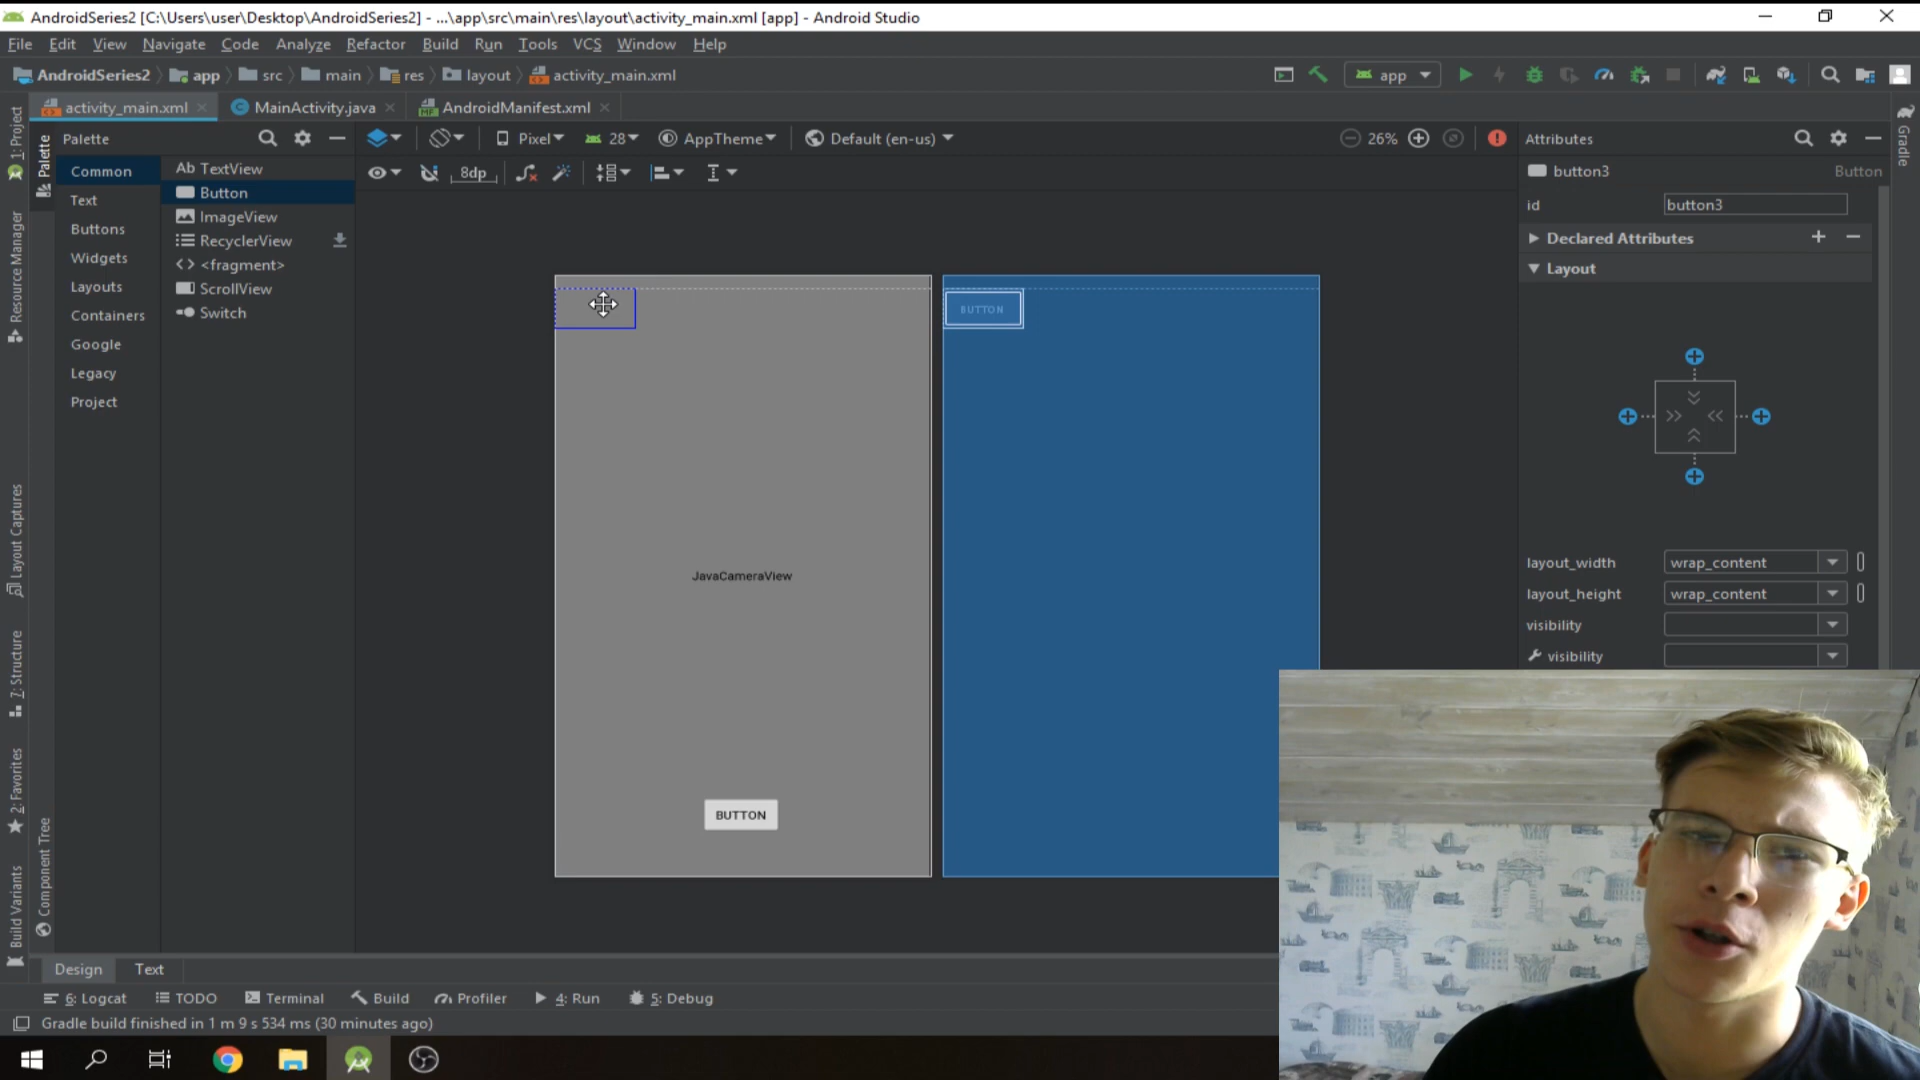 AndroidSeries2 [C:\Users\user\Desktop\AndroidSeries2] - ...\app\src\main\res\layout\activity_main.xml [app] - Android Studio
File Edit View Navigate Code Analyze Refactor Build Run Tools VCS Window Help
AndroidSeries2 app src main res layout activity_main.xml
app
activity_main.xml MainActivity.java AndroidManifest.xml
1: Project
Resource Manager
Layout Captures
7: Structure
2: Favorites
Build Variants
Palette
Component Tree
Palette
Common
Text
Buttons
Widgets
Layouts
Containers
Google
Legacy
Project
Ab TextView
Button
ImageView
RecyclerView
<fragment>
ScrollView
Switch
Pixel 28 AppTheme Default (en-us) 26%
8dp
BUTTON
JavaCameraView
BUTTON
Attributes
button3 Button
id button3
Declared Attributes
Layout
layout_width wrap_content
layout_height wrap_content
visibility
visibility
Gradle
Design Text
6: Logcat TODO Terminal Build Profiler 4: Run 5: Debug
Gradle build finished in 1 m 9 s 534 ms (30 minutes ago)